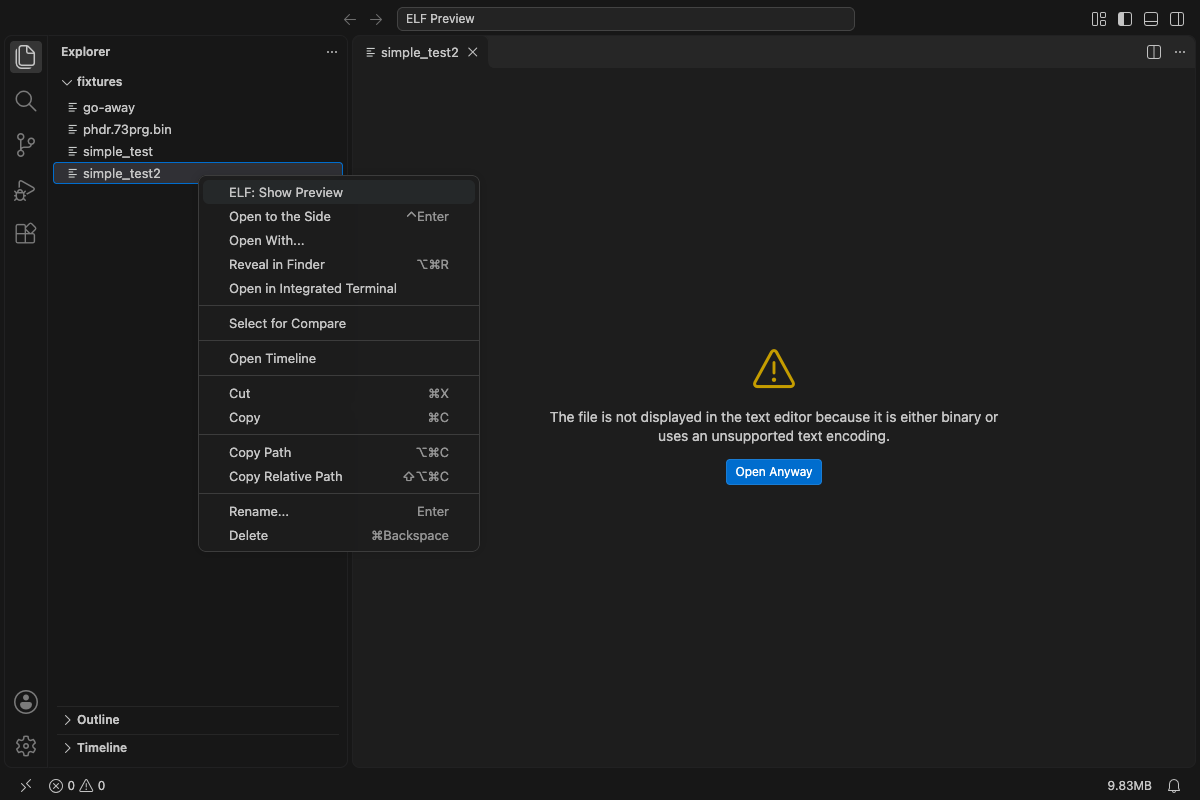 ELF Preview
Explorer
fixtures
go-away
phdr.73prg.bin
simple_test
simple_test2
ELF: Show Preview
Open to the Side ^Enter
Open With...
Reveal in Finder ⌥⌘R
Open in Integrated Terminal
Select for Compare
Open Timeline
Cut ⌘X
Copy ⌘C
Copy Path ⌥⌘C
Copy Relative Path ⇧⌥⌘C
Rename... Enter
Delete ⌘Backspace
Outline
Timeline
simple_test2
The file is not displayed in the text editor because it is either binary or
uses an unsupported text encoding.
Open Anyway
0 0
9.83MB